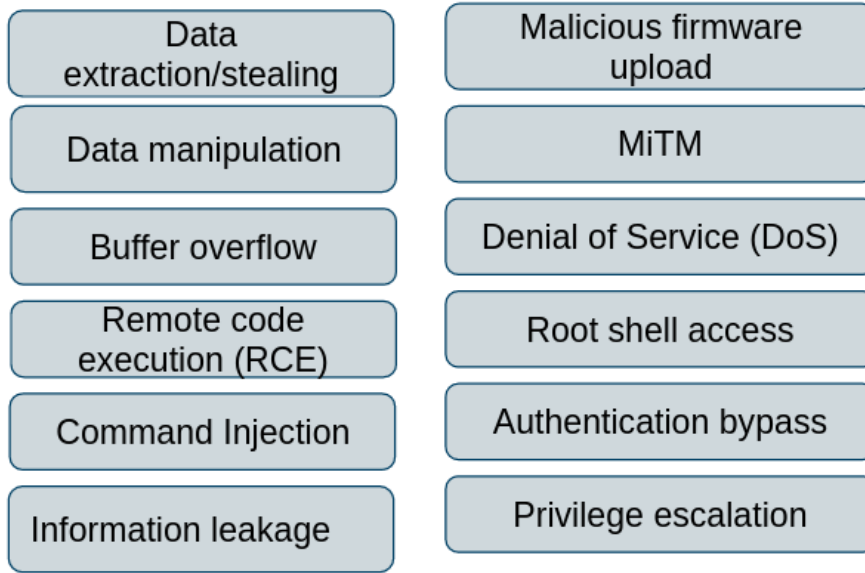 Data
extraction/stealing
Data manipulation
Buffer overflow
Remote code
execution (RCE)
Command Injection
Information leakage
Malicious firmware
upload
MiTM
Denial of Service (DoS)
Root shell access
Authentication bypass
Privilege escalation